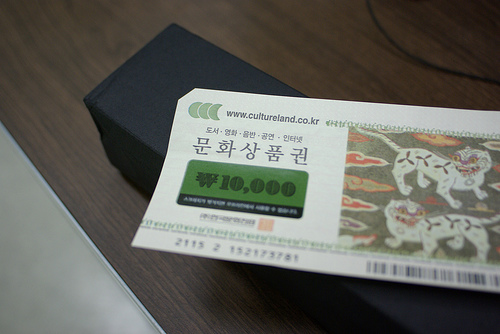 www.cultureland.co.kr
도서 · 영화 · 음반 · 공연 · 인터넷
문화상품권
₩10,000
2115 2 152173781